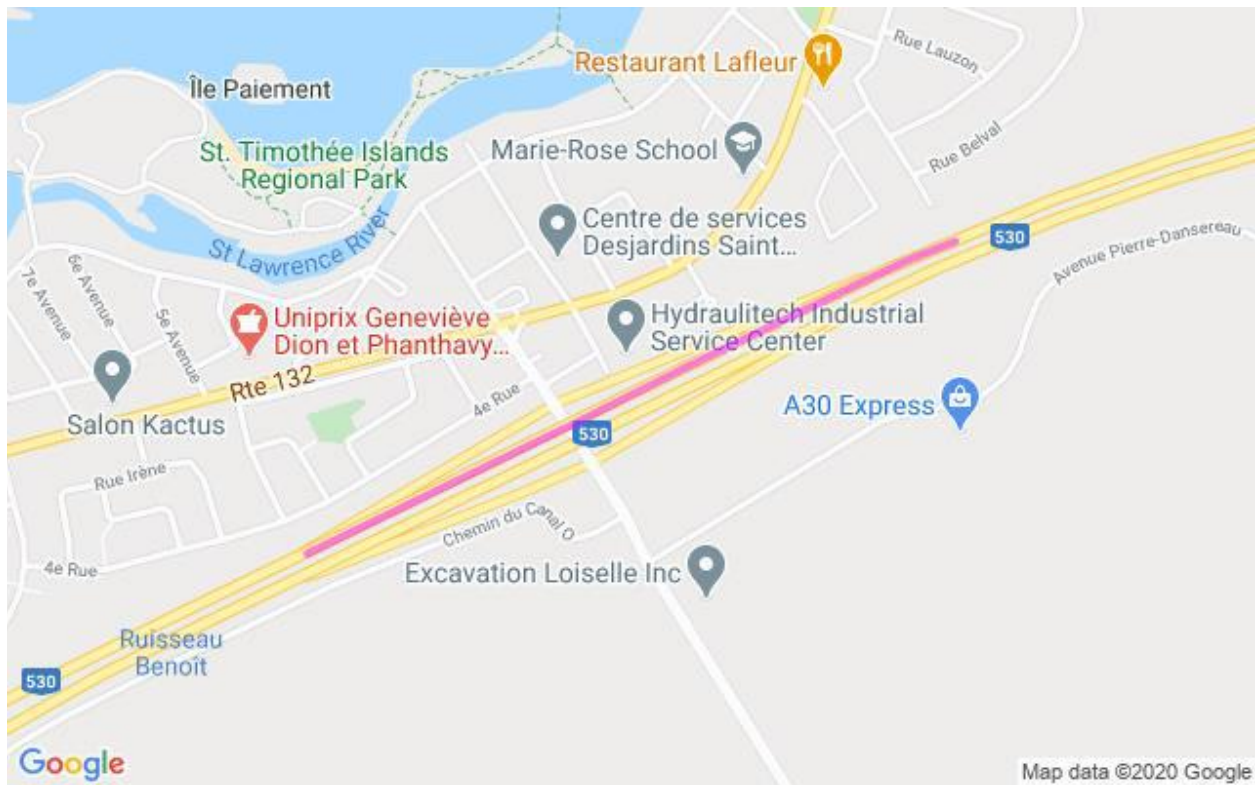 Rue Lauzon
Restaurant Lafleur
Île Paiement
Rue Belval
Marie-Rose School
St. Timothée Islands
Regional Park
Centre de services
Desjardins Saint...
530
Avenue Pierre-Dansereau
St Lawrence River
7e Avenue
6e Avenue
5e Avenue
Uniprix Geneviève
Dion et Phanthavy...
Hydraulitech Industrial
Service Center
Rte 132
4e Rue
A30 Express
Salon Kactus
530
Rue Irène
Chemin du Canal O
4e Rue
Excavation Loiselle Inc
Ruisseau
Benoît
530
Google
Map data ©2020 Google